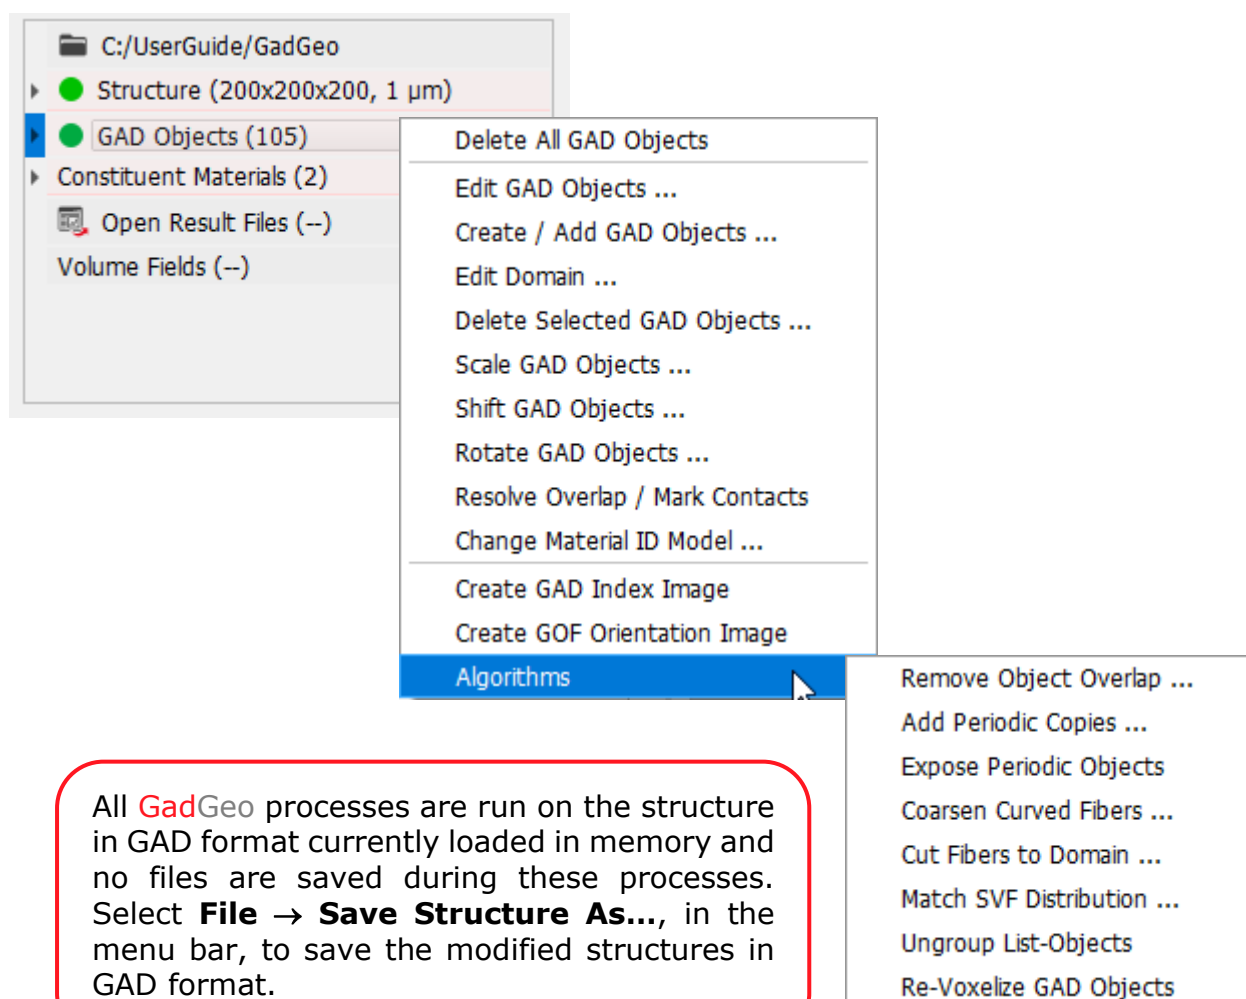 C:/UserGuide/GadGeo
Structure (200x200x200, 1 µm)
GAD Objects (105)
Constituent Materials (2)
Open Result Files (--)
Volume Fields (--)
Delete All GAD Objects
Edit GAD Objects ...
Create / Add GAD Objects ...
Edit Domain ...
Delete Selected GAD Objects ...
Scale GAD Objects ...
Shift GAD Objects ...
Rotate GAD Objects ...
Resolve Overlap / Mark Contacts
Change Material ID Model ...
Create GAD Index Image
Create GOF Orientation Image
Algorithms
Remove Object Overlap ...
Add Periodic Copies ...
Expose Periodic Objects
Coarsen Curved Fibers ...
Cut Fibers to Domain ...
Match SVF Distribution ...
Ungroup List-Objects
Re-Voxelize GAD Objects
All GadGeo processes are run on the structure
in GAD format currently loaded in memory and
no files are saved during these processes.
Select File → Save Structure As…, in the
menu bar, to save the modified structures in
GAD format.